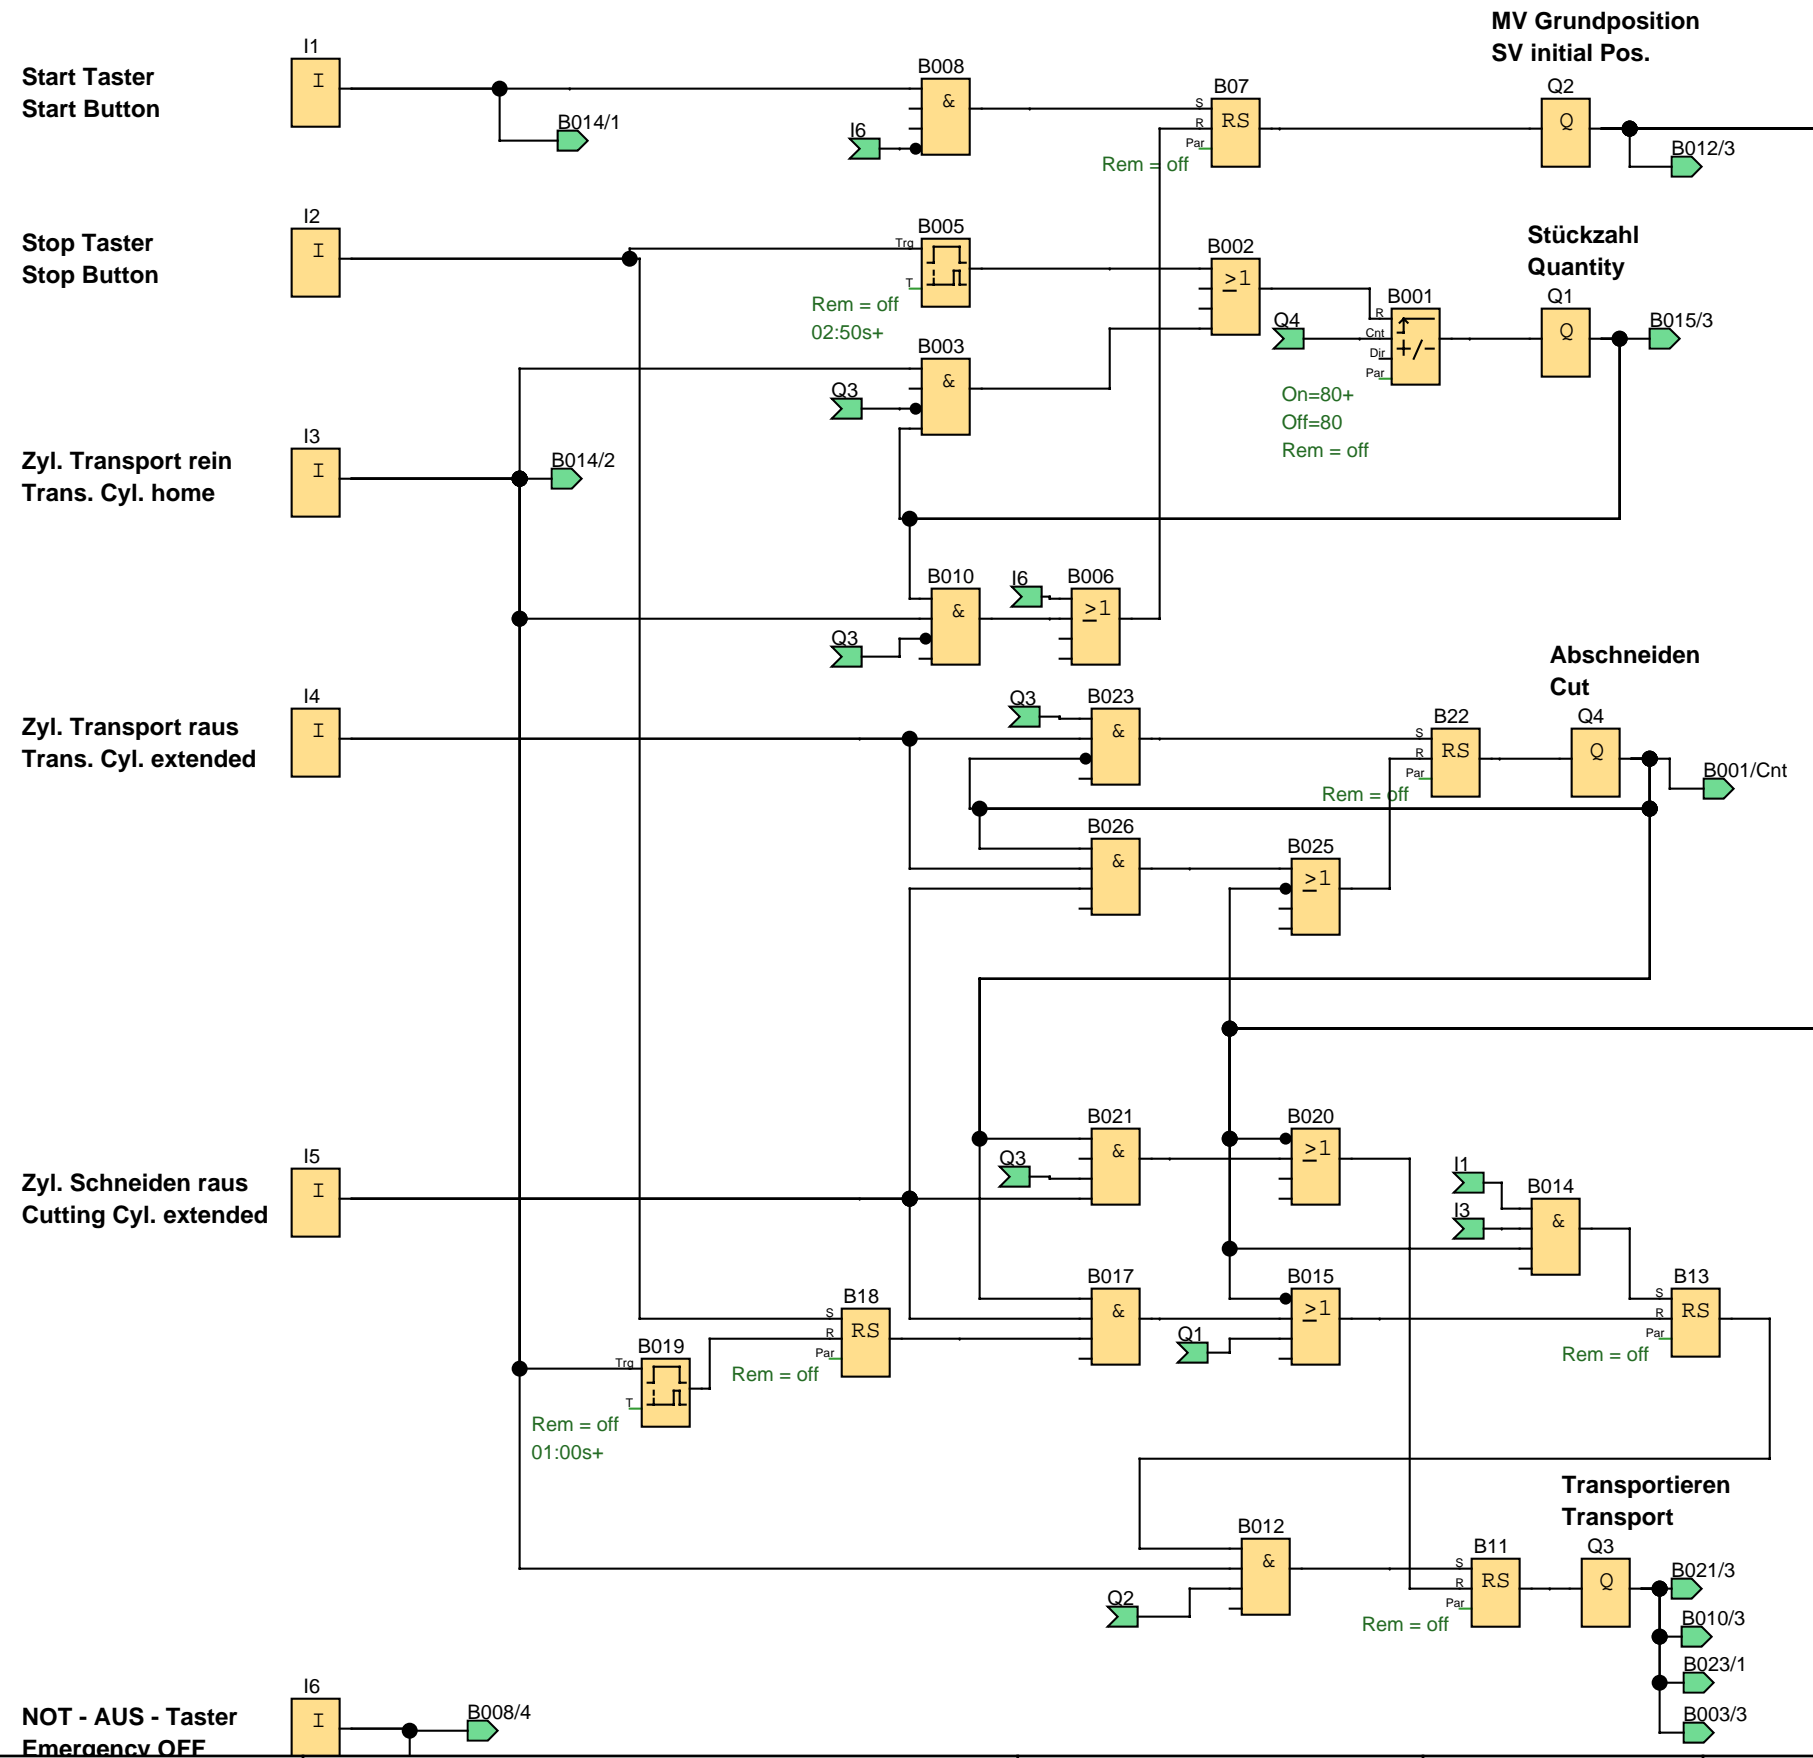 MV Grundposition
SV initial Pos.
I1
Start Taster
Start Button
I
B014/1
B008
&
I6
B07
S
R
Par
RS
Rem = off
Q2
Q
B012/3
I2
Stop Taster
Stop Button
I
B005
Trg
T
Rem = off
02:50s+
B002
>1
Stückzahl
Quantity
B001
R
Cnt
Dir
Par
+/-
Q4
On=80+
Off=80
Rem = off
Q1
Q
B015/3
B003
&
Q3
I3
Zyl. Transport rein
Trans. Cyl. home
I
B014/2
B010
&
Q3
I6
B006
>1
Abschneiden
Cut
I4
Zyl. Transport raus
Trans. Cyl. extended
I
Q3
B023
&
B22
S
R
Par
RS
Rem = off
Q4
Q
B001/Cnt
B026
&
B025
>1
I5
Zyl. Schneiden raus
Cutting Cyl. extended
I
B021
&
Q3
B020
>1
I1
I3
B014
&
B18
S
R
Par
RS
Rem = off
B017
&
Q1
B015
>1
B13
S
R
Par
RS
Rem = off
B019
Trg
T
Rem = off
01:00s+
Transportieren
Transport
B012
&
Q2
B11
S
R
Par
RS
Rem = off
Q3
Q
B021/3
B010/3
B023/1
B003/3
I6
NOT - AUS - Taster
Emergency OFF
I
B008/4